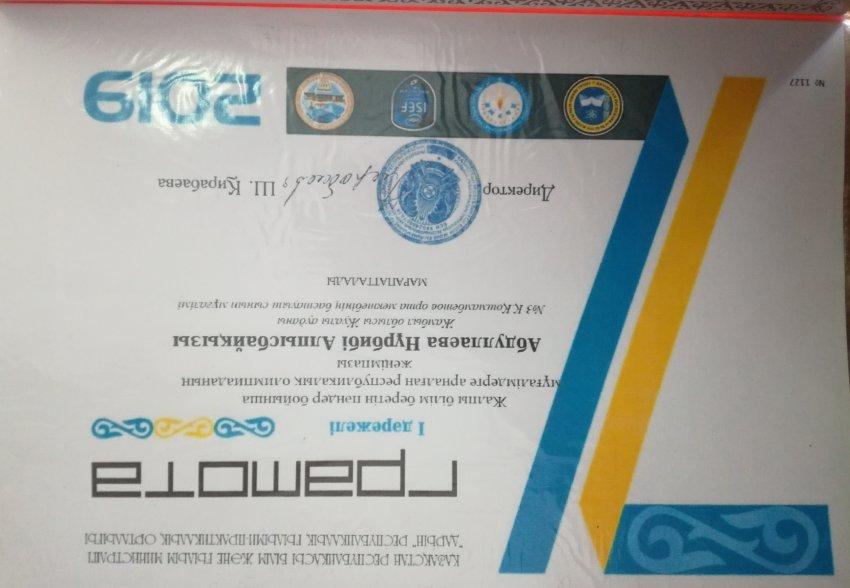 ҚАЗАҚСТАН РЕСПУБЛИКАСЫ БІЛІМ ЖӘНЕ ҒЫЛЫМ МИНИСТРЛІГІ
"ДАРЫН" РЕСПУБЛИКАЛЫҚ ҒЫЛЫМИ-ПРАКТИКАЛЫҚ ОРТАЛЫҒЫ
грамота
I дәрежелі
Жалпы білім беретін пәндер бойынша
мұғалімдерге арналған республикалық олимпиаданың
жеңімпазы
Абдуллаева Нұрбибі Алпысбайқызы
Жамбыл облысы Жуалы ауданы
№3 Қ.Қошмамбетов орта мектебінің бастауыш сынып мұғалімі
МАРАПАТТАЛАДЫ
Директор Ш. Қирабаева
ISEF
2019
№ 1127